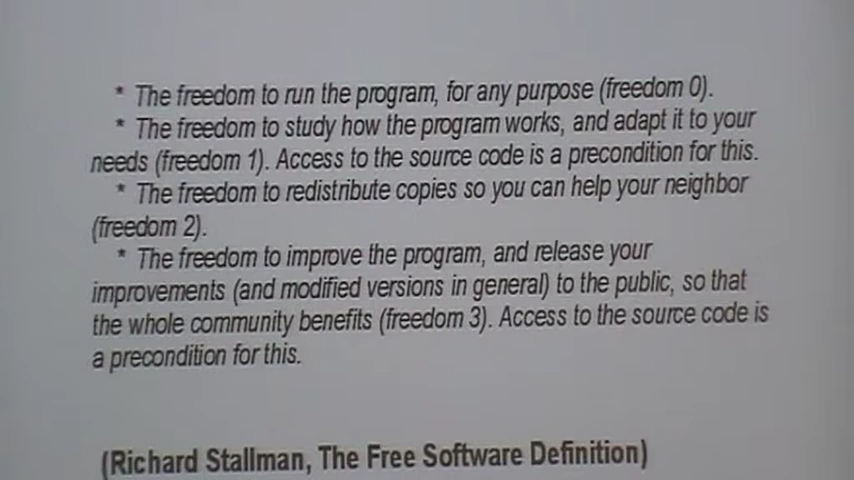 * The freedom to run the program, for any purpose (freedom 0).
* The freedom to study how the program works, and adapt it to your
needs (freedom 1). Access to the source code is a precondition for this.
* The freedom to redistribute copies so you can help your neighbor
(freedom 2).
* The freedom to improve the program, and release your
improvements (and modified versions in general) to the public, so that
the whole community benefits (freedom 3). Access to the source code is
a precondition for this.
(Richard Stallman, The Free Software Definition)